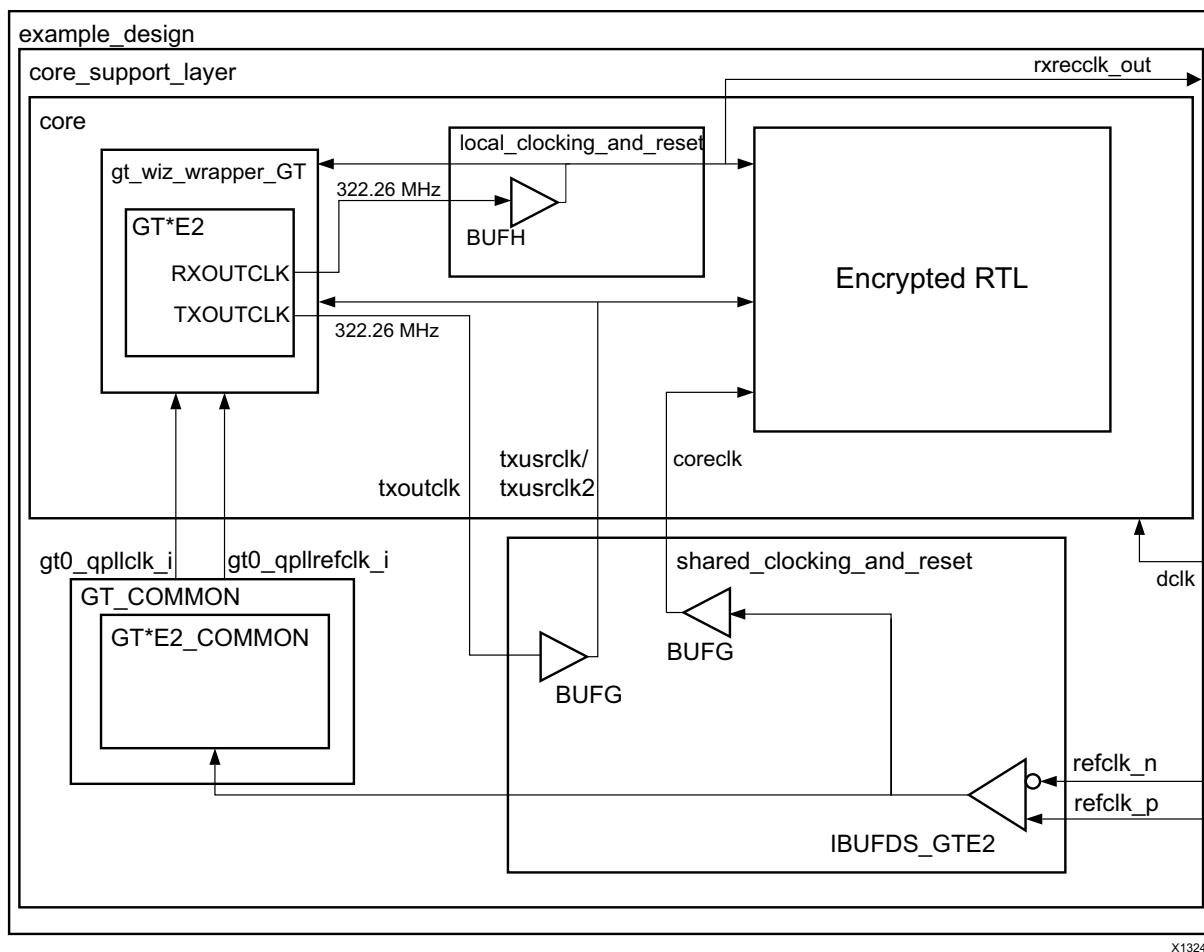 example_design
core_support_layer
rxrecclk_out
core
local_clocking_and_reset
gt_wiz_wrapper_GT
322.26 MHz
GT*E2
BUFH
RXOUTCLK
Encrypted RTL
TXOUTCLK
322.26 MHz
txusrclk/
txusrclk2
coreclk
txoutclk
gt0_qpllclk_i
gt0_qpllrefclk_i
shared_clocking_and_reset
dclk
GT_COMMON
GT*E2_COMMON
BUFG
BUFG
refclk_n
refclk_p
IBUFDS_GTE2
X1324